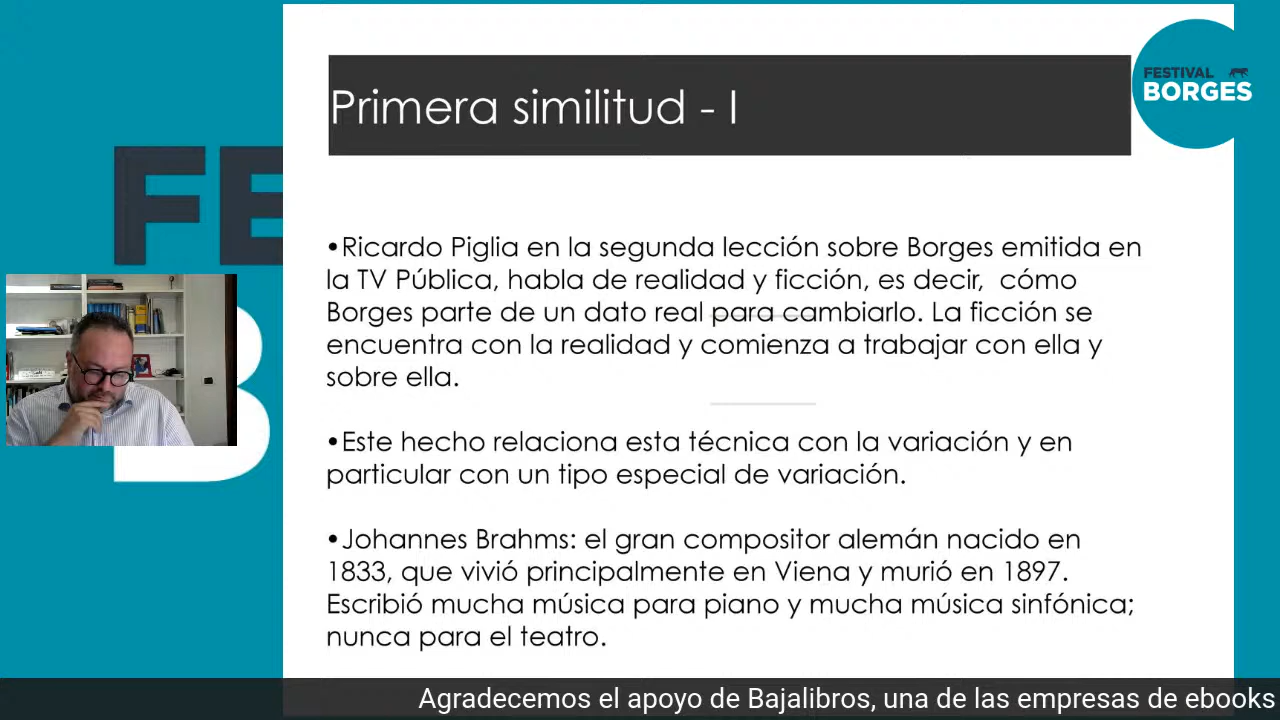 Primera similitud - I
FESTIVAL
BORGES
FE
B
•Ricardo Piglia en la segunda lección sobre Borges emitida en
la TV Pública, habla de realidad y ficción, es decir,  cómo
Borges parte de un dato real para cambiarlo. La ficción se
encuentra con la realidad y comienza a trabajar con ella y
sobre ella.
•Este hecho relaciona esta técnica con la variación y en
particular con un tipo especial de variación.
•Johannes Brahms: el gran compositor alemán nacido en
1833, que vivió principalmente en Viena y murió en 1897.
Escribió mucha música para piano y mucha música sinfónica;
nunca para el teatro.
Agradecemos el apoyo de Bajalibros, una de las empresas de ebooks